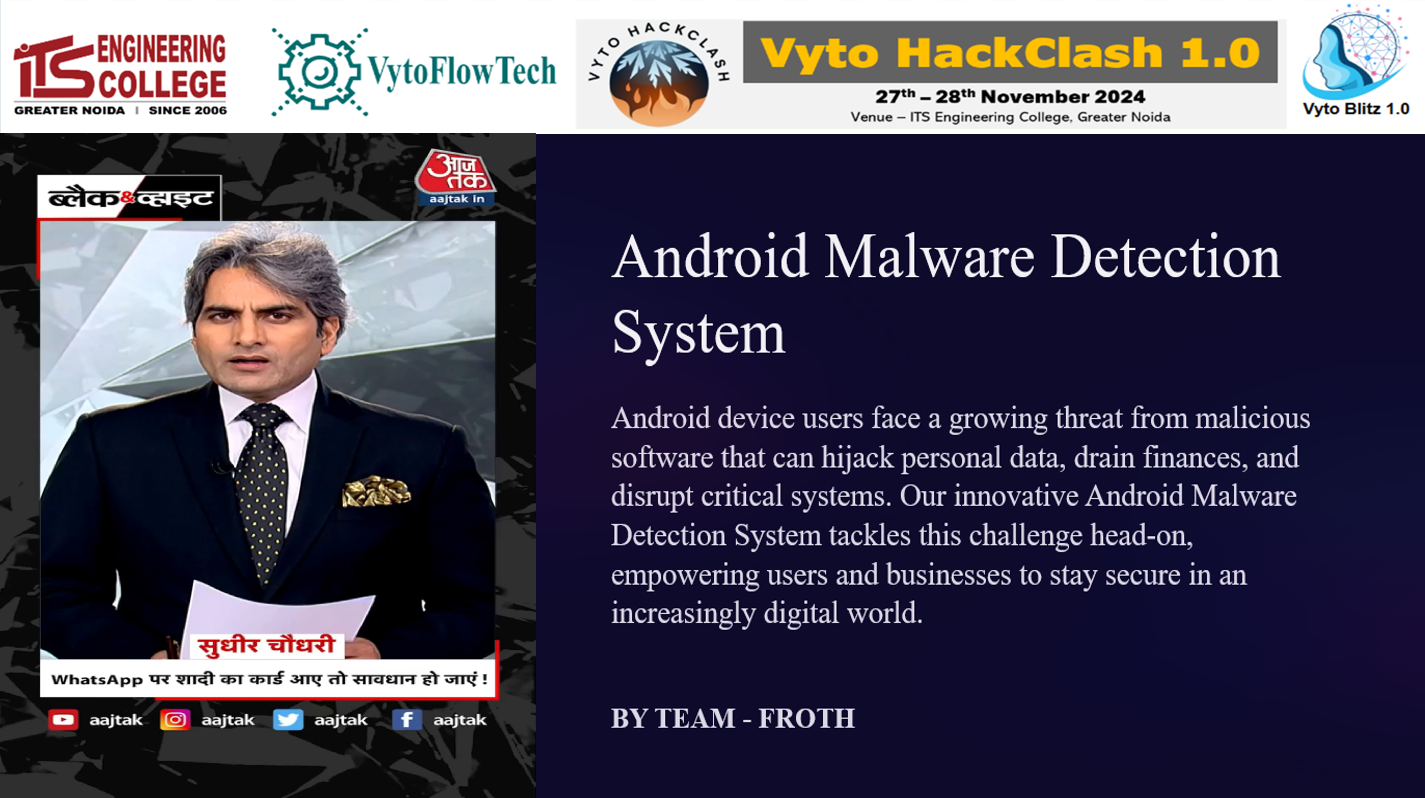 ITS ENGINEERING COLLEGE
GREATER NOIDA | SINCE 2006
VytoFlowTech
VYTO HACKCLASH
Vyto HackClash 1.0
27th – 28th November 2024
Venue – ITS Engineering College, Greater Noida
Vyto Blitz 1.0
ब्लैक&व्हाइट
आज तक
aajtak in
सुधीर चौधरी
WhatsApp पर शादी का कार्ड आए तो सावधान हो जाएं !
aajtak aajtak aajtak aajtak
Android Malware Detection
System
Android device users face a growing threat from malicious
software that can hijack personal data, drain finances, and
disrupt critical systems. Our innovative Android Malware
Detection System tackles this challenge head-on,
empowering users and businesses to stay secure in an
increasingly digital world.
BY TEAM - FROTH